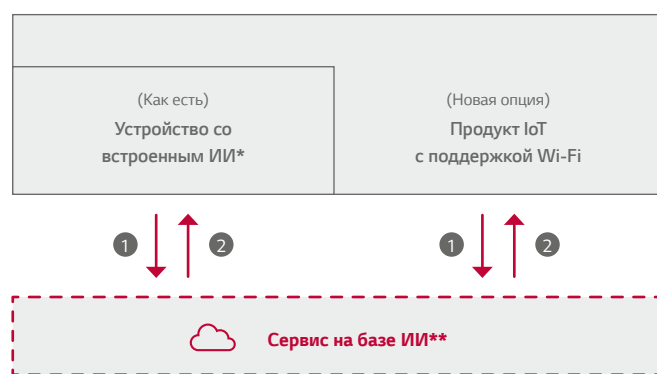 (Как есть)
Устройство со
встроенным ИИ*
(Новая опция)
Продукт IoT
с поддержкой Wi-Fi
1
2
1
2
Сервис на базе ИИ**